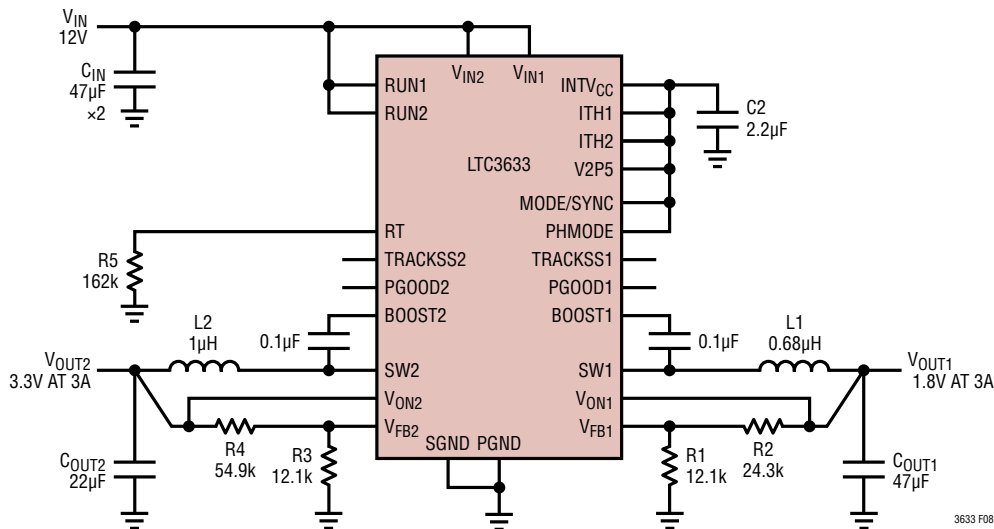 VIN
12V
CIN
47µF
×2
VIN2
VIN1
RUN1
RUN2
LTC3633
INTVCC
ITH1
ITH2
V2P5
MODE/SYNC
PHMODE
C2
2.2µF
RT
R5
162k
TRACKSS2
PGOOD2
BOOST2
TRACKSS1
PGOOD1
BOOST1
L2
1µH
0.1µF
0.1µF
L1
0.68µH
VOUT2
3.3V AT 3A
SW2
SW1
VOUT1
1.8V AT 3A
VON2
VON1
VFB2
VFB1
SGND PGND
R4
54.9k
R3
12.1k
R1
12.1k
R2
24.3k
COUT2
22µF
COUT1
47µF
3633 F08